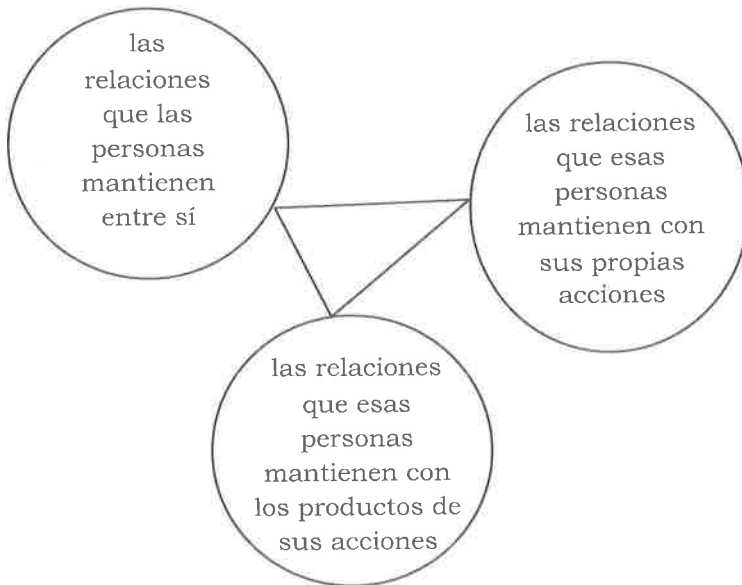 las
relaciones
que las
personas
mantienen
entre sí
las relaciones
que esas
personas
mantienen con
sus propias
acciones
las relaciones
que esas
personas
mantienen con
los productos de
sus acciones